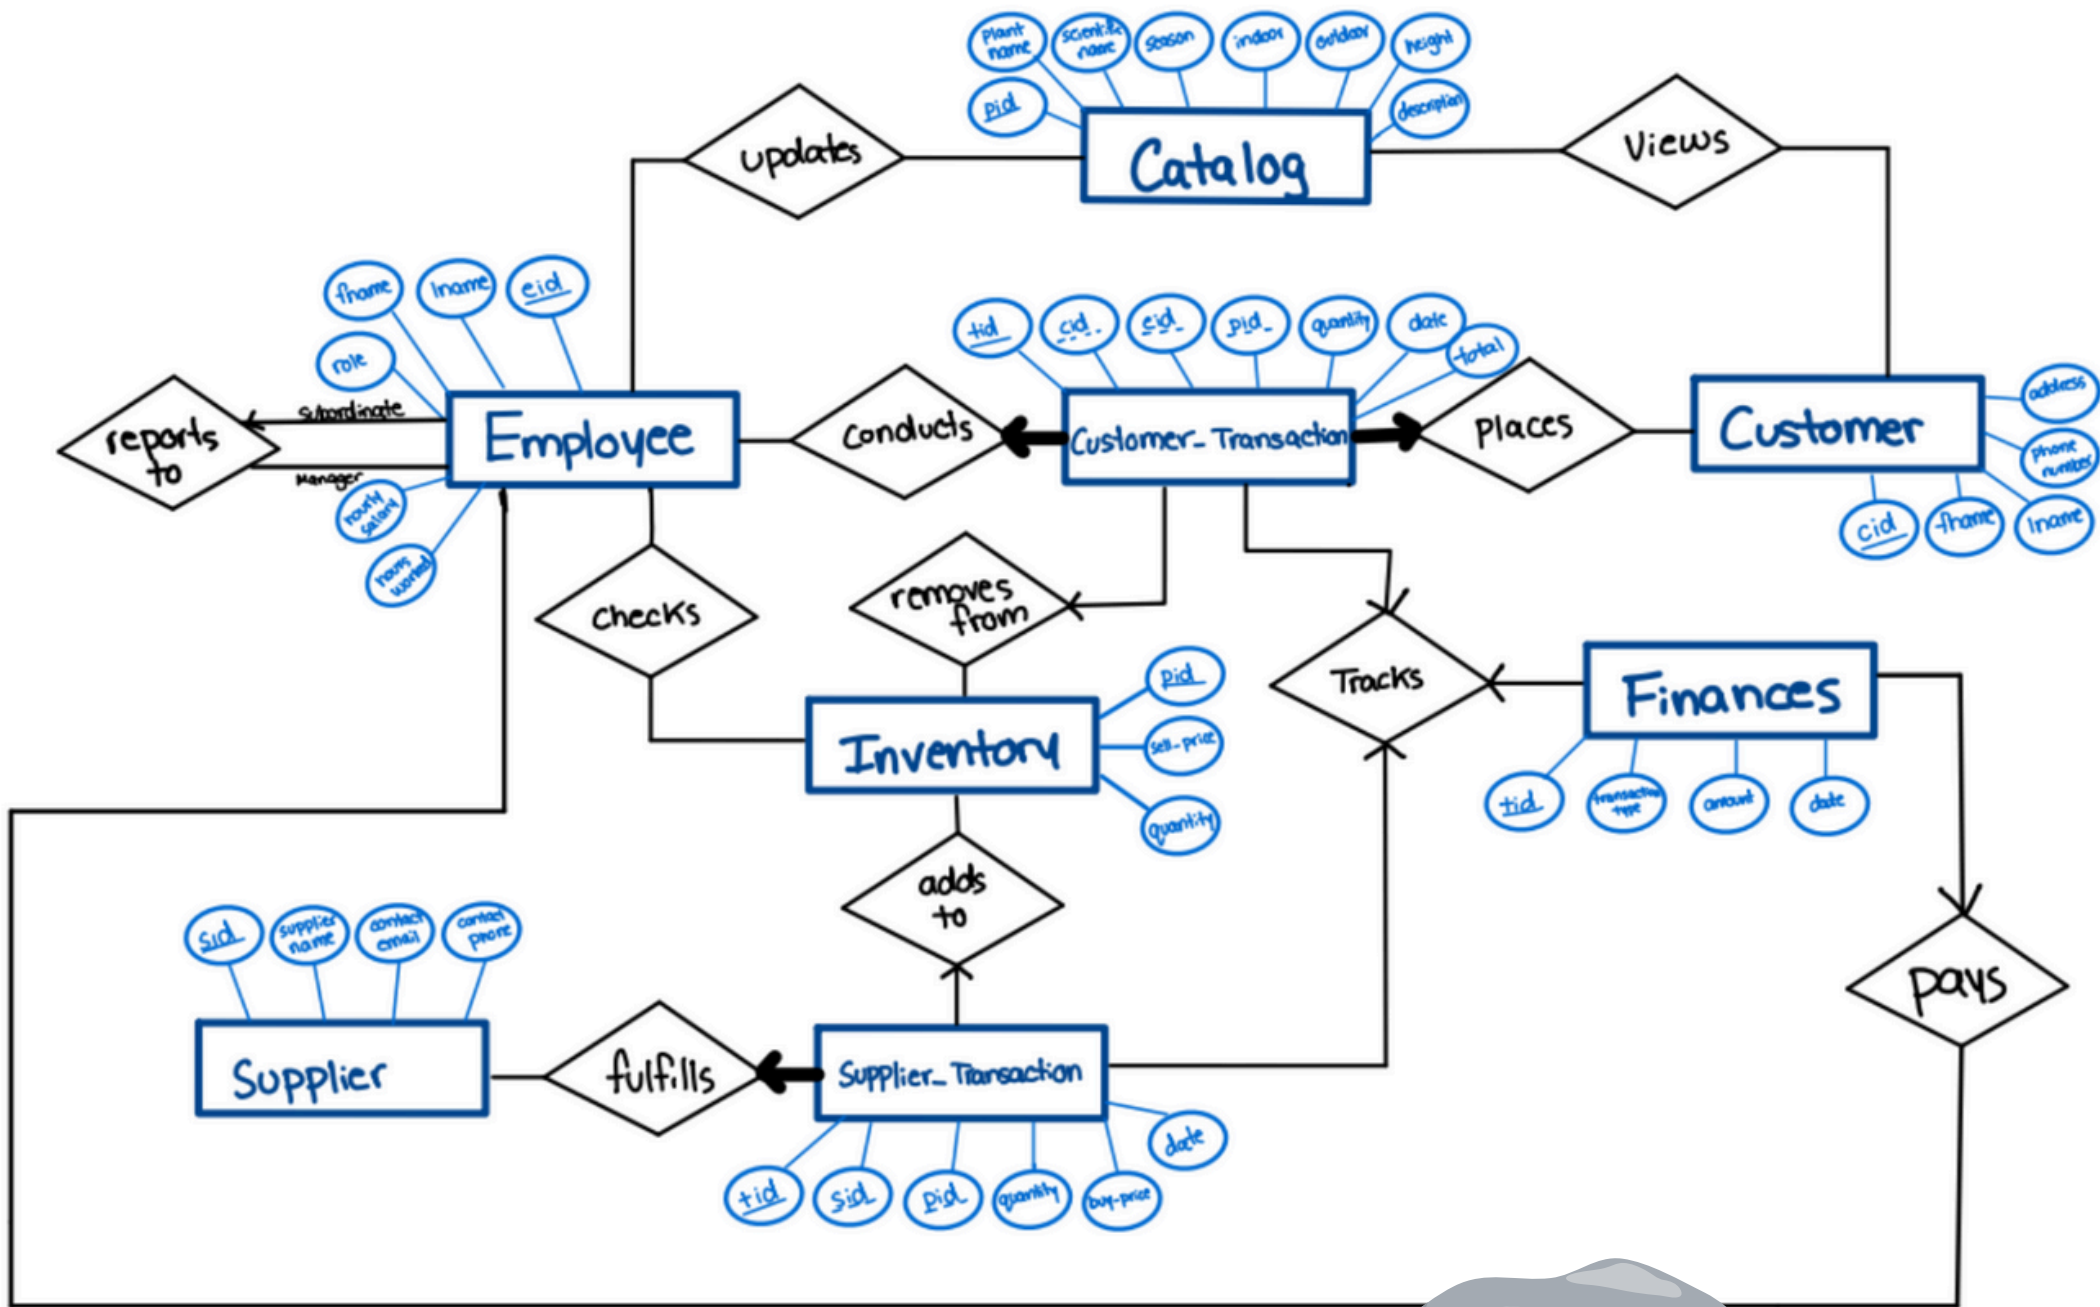 plant
name
scientific
name
season
indoor
outdoor
height
pid
description
updates
Catalog
Views
fname
lname
eid
role
tid
cid
eid
pid
quantity
date
total
reports
to
Subordinate
Manager
Employee
Conducts
Customer_Transaction
Places
Customer
address
phone
number
cid
fname
lname
hourly
salary
hours
worked
checks
removes
from
Tracks
Finances
pid
sell-price
quantity
Inventory
tid
transaction
type
amount
date
adds
to
sid
supplier
name
contact
email
contact
phone
pays
Supplier
fulfills
Supplier_Transaction
date
tid
sid
pid
quantity
buy-price